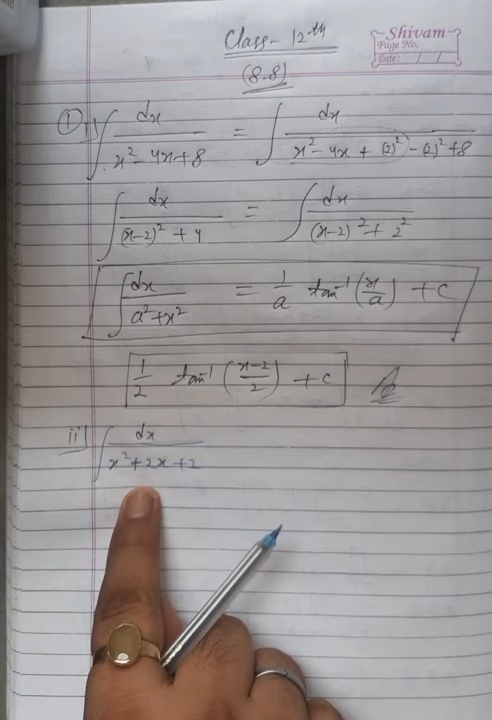 Class- 12th
Shivam
Page No.
Date: / /
(8.8)
① i) ∫ dx / x² - 4x + 8 = ∫ dx / x² - 4x + (2)² - (2)² + 8
∫ dx / (x-2)² + 4 = ∫ dx / (x-2)² + 2²
∫ dx / a² + x² = 1/a tan⁻¹ (x/a) + c
1/2 tan⁻¹ (x-2 / 2) + c
ii) ∫ dx / x² + 2x + 2